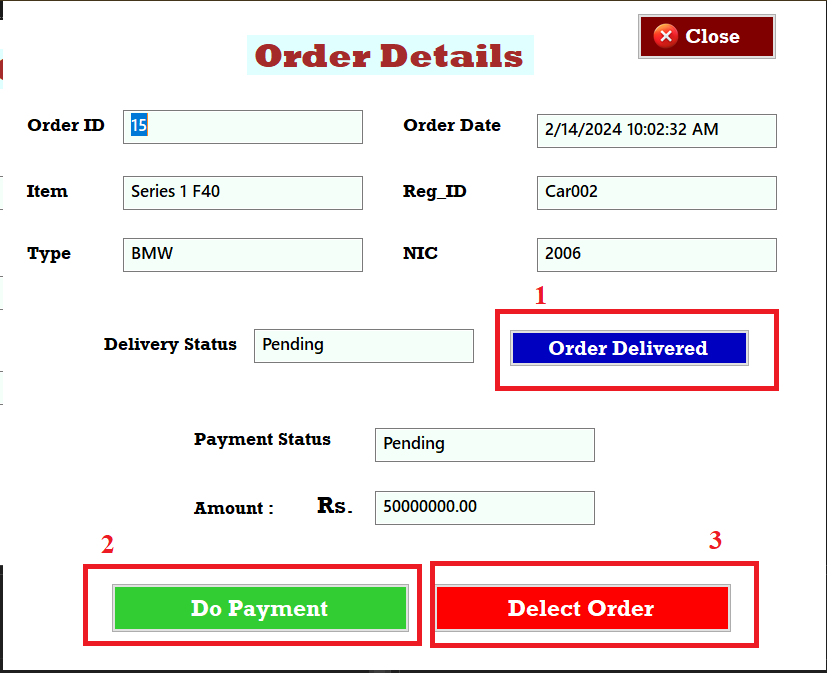 Close
Order Details
Order ID 15 Order Date 2/14/2024 10:02:32 AM
Item Series 1 F40 Reg_ID Car002
Type BMW NIC 2006
1
Delivery Status Pending Order Delivered
Payment Status Pending
Amount : Rs. 50000000.00
2 3
Do Payment Delect Order